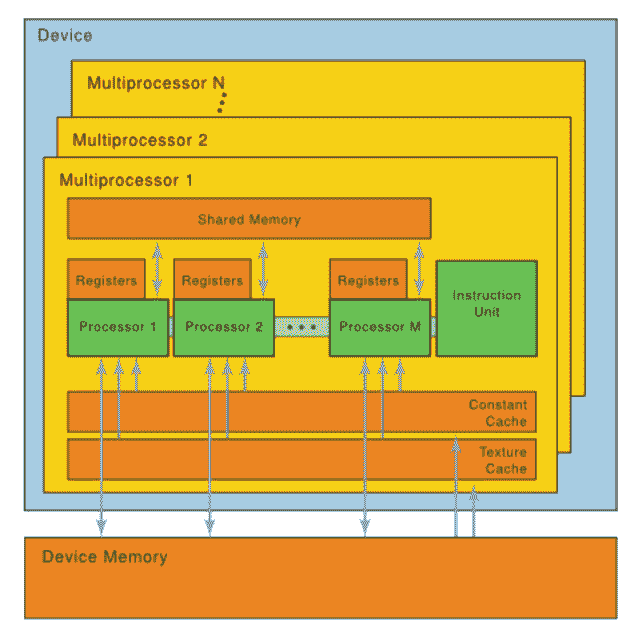 Device
Multiprocessor N
Multiprocessor 2
Multiprocessor 1
Shared Memory
Registers
Registers
Registers
Processor 1
Processor 2
Processor M
Instruction
Unit
Constant
Cache
Texture
Cache
Device Memory